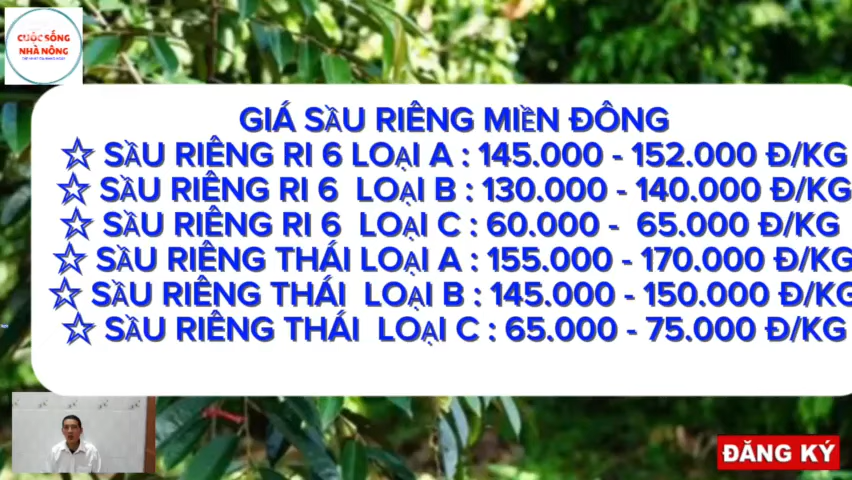 CUỘC SỐNG
NHÀ NÔNG
GIÁ SẦU RIÊNG MIỀN ĐÔNG
☆ SẦU RIÊNG RI 6 LOẠI A : 145.000 - 152.000 Đ/KG
☆ SẦU RIÊNG RI 6 LOẠI B : 130.000 - 140.000 Đ/KG
☆ SẦU RIÊNG RI 6 LOẠI C : 60.000 - 65.000 Đ/KG
☆ SẦU RIÊNG THÁI LOẠI A : 155.000 - 170.000 Đ/KG
☆ SẦU RIÊNG THÁI LOẠI B : 145.000 - 150.000 Đ/KG
☆ SẦU RIÊNG THÁI LOẠI C : 65.000 - 75.000 Đ/KG
ĐĂNG KÝ